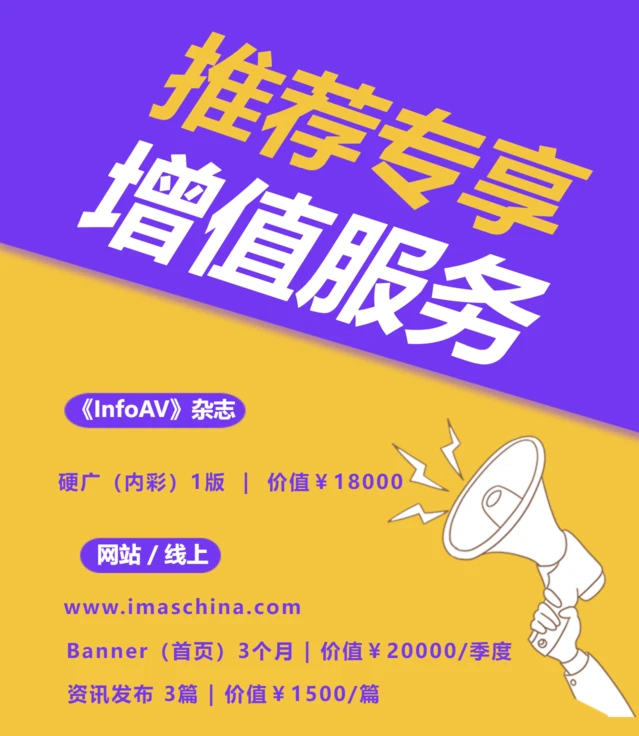 推荐专享
增值服务
《InfoAV》杂志
硬广（内彩）1版 | 价值￥18000
网站 / 线上
www.imaschina.com
Banner（首页）3个月 | 价值￥20000/季度
资讯发布 3篇 | 价值￥1500/篇